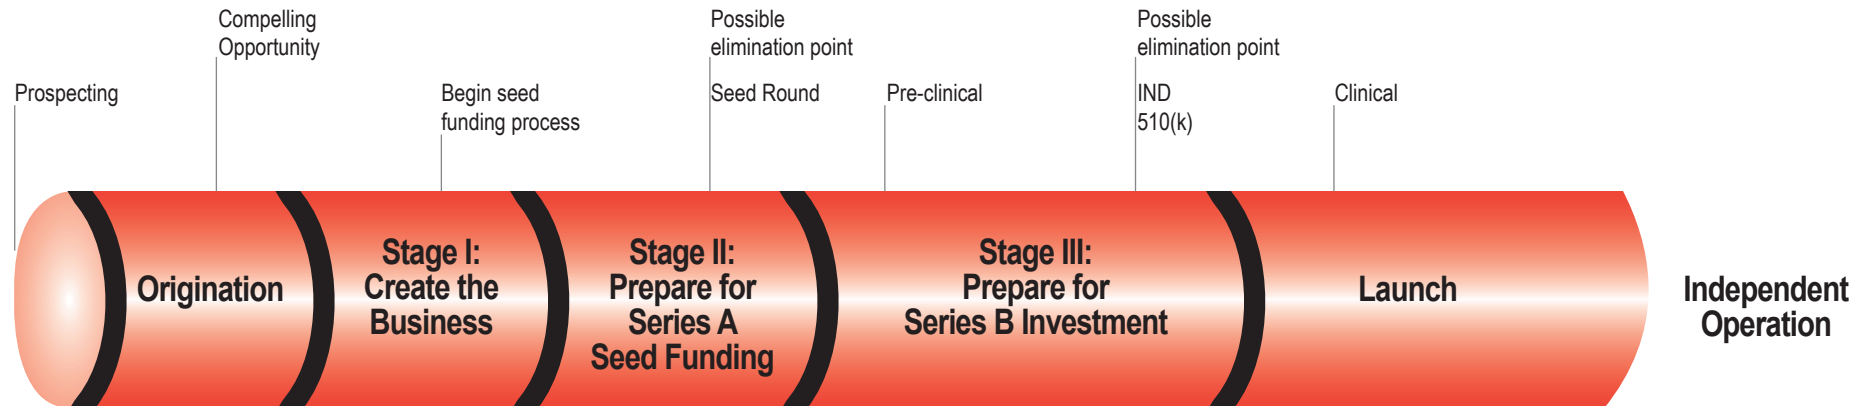 Prospecting
Compelling
Opportunity
Begin seed
funding process
Possible
elimination point
Seed Round
Pre-clinical
Possible
elimination point
IND
510(k)
Clinical
Origination
Stage I:
Create the
Business
Stage II:
Prepare for
Series A
Seed Funding
Stage III:
Prepare for
Series B Investment
Launch
Independent
Operation